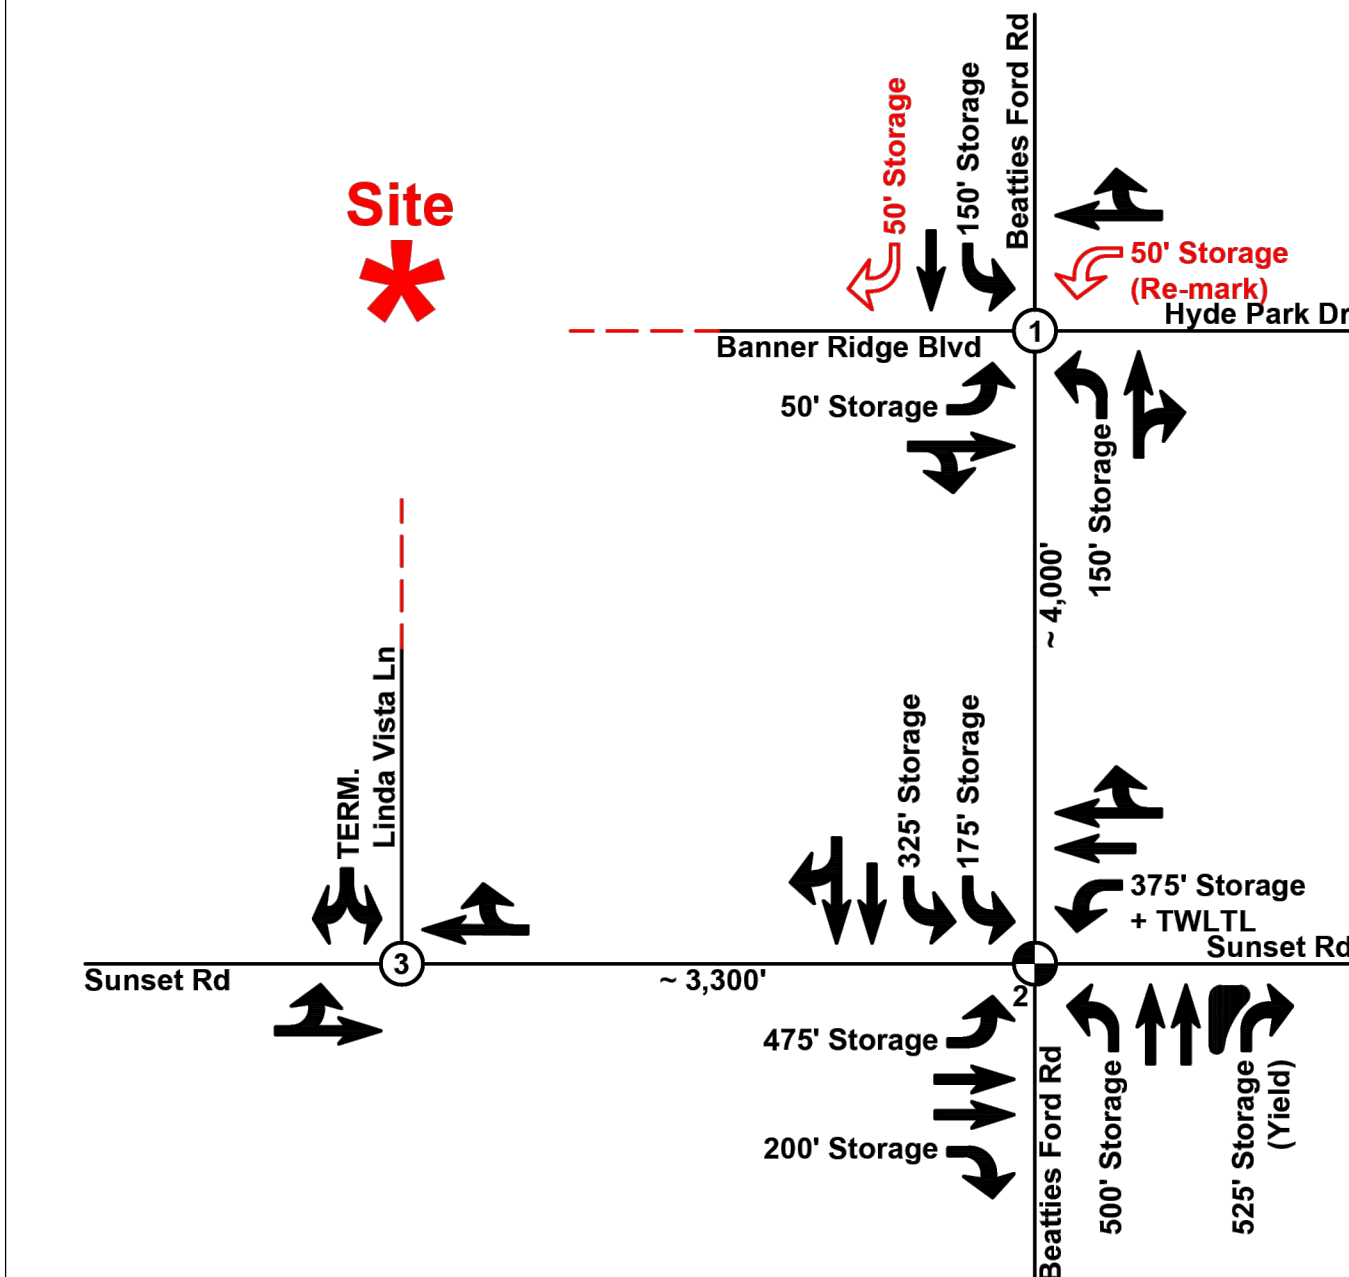 Beatties Ford Rd
150' Storage
50' Storage
Site
50' Storage
(Re-mark)
Hyde Park Dr
1
Banner Ridge Blvd
50' Storage
150' Storage
~ 4,000'
Linda Vista Ln
TERM.
325' Storage
175' Storage
375' Storage
+ TWLTL
Sunset Rd
3
Sunset Rd
~ 3,300'
2
475' Storage
200' Storage
Beatties Ford Rd
500' Storage
525' Storage
(Yield)